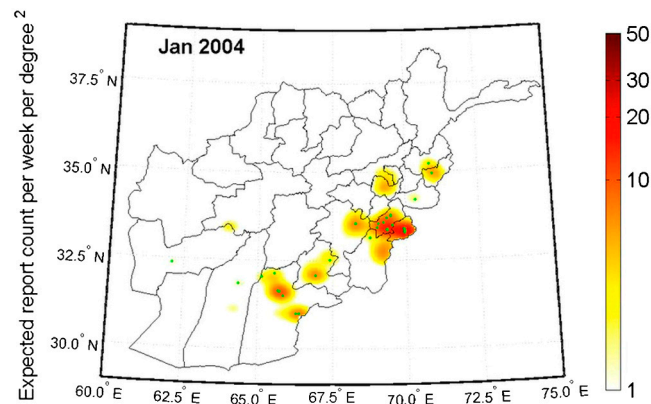 Expected report count per week per degree 2
Jan 2004
37.5° N
35.0° N
32.5° N
30.0° N
60.0° E 62.5° E 65.0° E 67.5° E 70.0° E 72.5° E 75.0° E
50
30
20
10
1